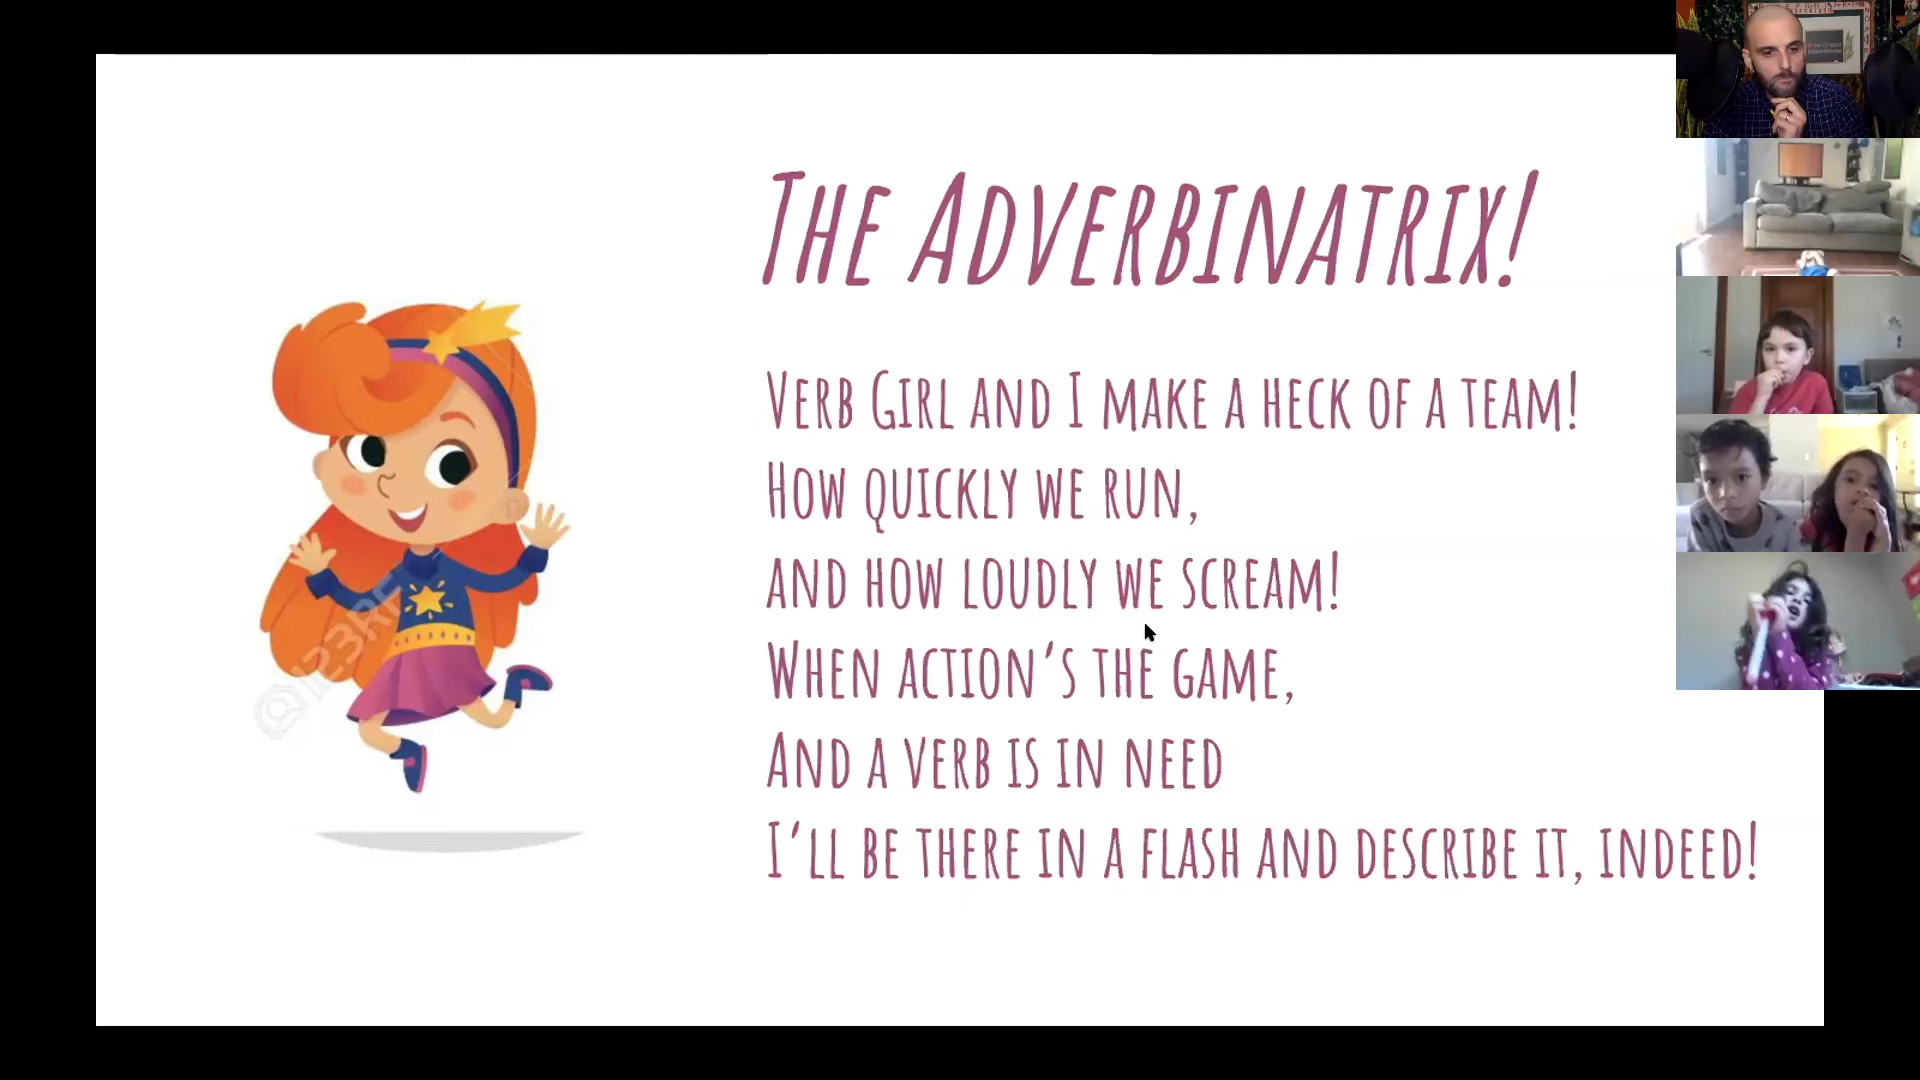 The Adverbinatrix!
Verb Girl and I make a heck of a team!
How quickly we run,
and how loudly we scream!
When action's the game,
And a verb is in need
I'll be there in a flash and describe it, indeed!
@123RF